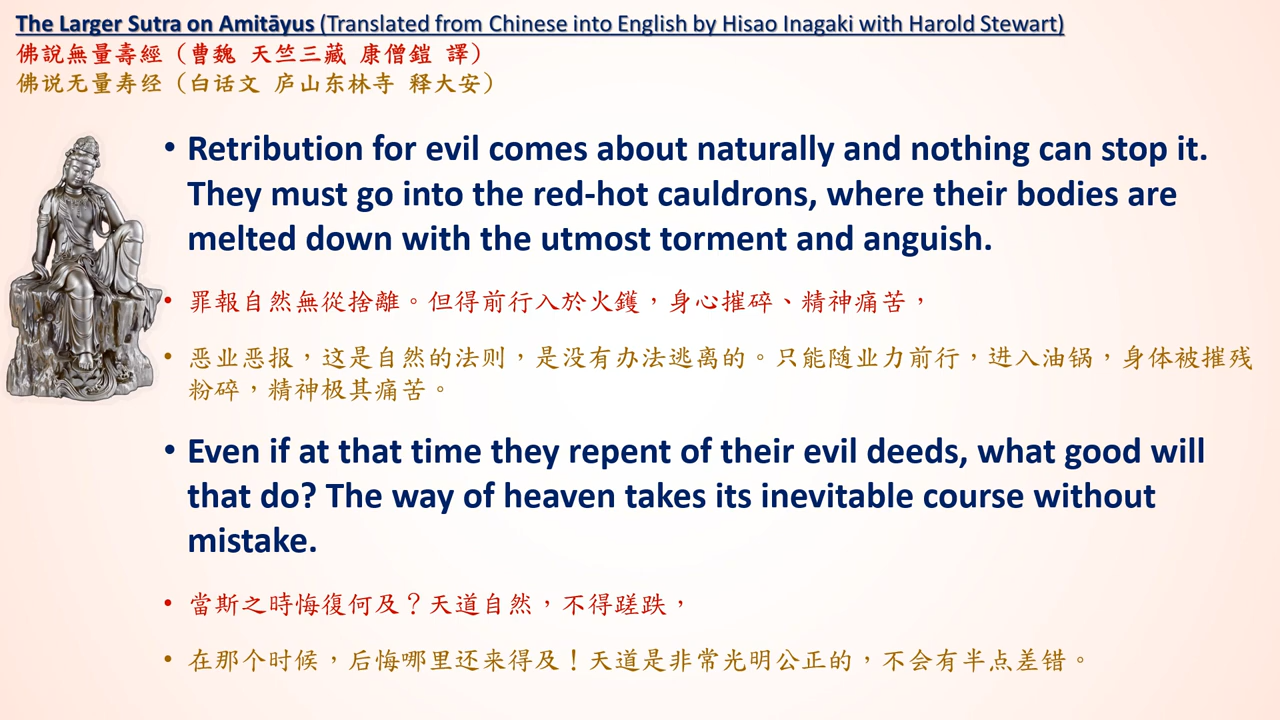 The Larger Sutra on Amitāyus (Translated from Chinese into English by Hisao Inagaki with Harold Stewart)
佛說無量壽經（曹魏 天竺三藏 康僧鎧 譯）
佛说无量寿经（白话文 庐山东林寺 释大安）
• Retribution for evil comes about naturally and nothing can stop it.
They must go into the red-hot cauldrons, where their bodies are
melted down with the utmost torment and anguish.
• 罪報自然無從捨離。但得前行入於火鑊，身心摧碎、精神痛苦，
• 恶业恶报，这是自然的法则，是没有办法逃离的。只能随业力前行，进入油锅，身体被摧残
粉碎，精神极其痛苦。
• Even if at that time they repent of their evil deeds, what good will
that do? The way of heaven takes its inevitable course without
mistake.
• 當斯之時悔復何及？天道自然，不得蹉跌，
• 在那个时候，后悔哪里还来得及！天道是非常光明公正的，不会有半点差错。